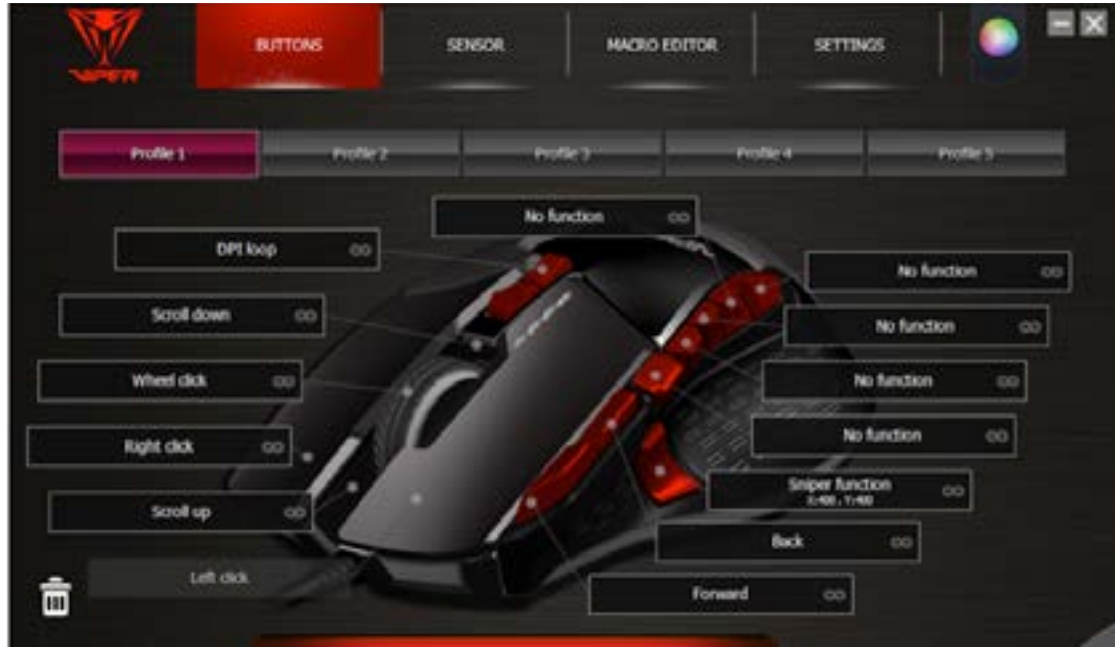 VIPER
BUTTONS
SENSOR
MACRO EDITOR
SETTINGS
Profile 1
Profile 2
Profile 3
Profile 4
Profile 5
No function
DPI loop
No function
Scroll down
No function
Wheel click
No function
Right click
No function
Sniper function
X:400 , Y:400
Scroll up
Back
Left click
Forward